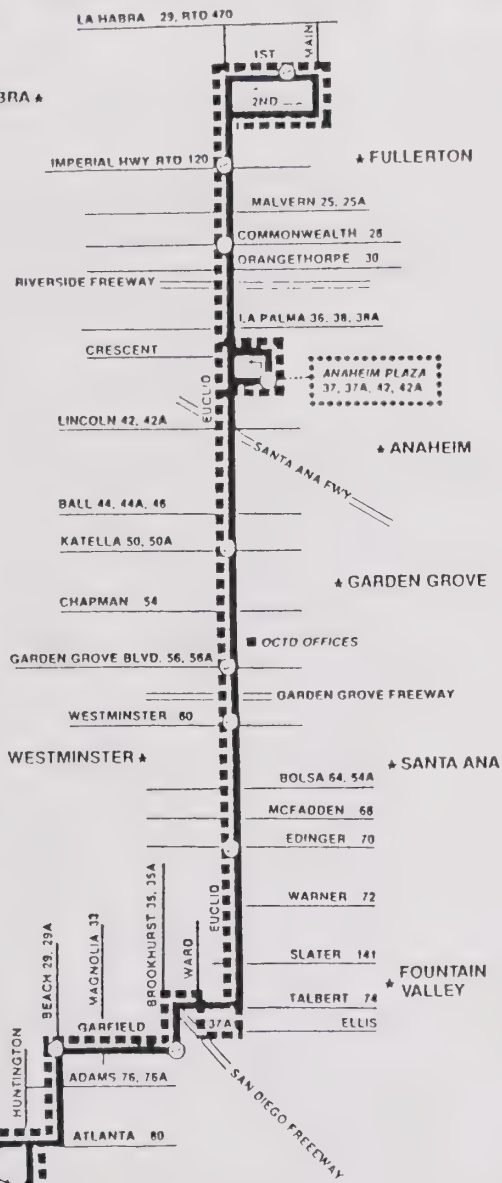 LA HABRA 29, RTD 470
1ST
MAIN
2ND
BRA ★
IMPERIAL HWY RTD 120
★ FULLERTON
MALVERN 25, 25A
COMMONWEALTH 26
ORANGETHORPE 30
RIVERSIDE FREEWAY
LA PALMA 36, 38, 38A
CRESCENT
ANAHEIM PLAZA
37, 37A, 42, 42A
EUCLID
LINCOLN 42, 42A
SANTA ANA FWY
★ ANAHEIM
BALL 44, 44A, 46
KATELLA 50, 50A
★ GARDEN GROVE
CHAPMAN 54
■ OCTD OFFICES
GARDEN GROVE BLVD. 56, 56A
GARDEN GROVE FREEWAY
WESTMINSTER 60
WESTMINSTER ★
★ SANTA ANA
BOLSA 64, 54A
MCFADDEN 68
EDINGER 70
EUCLID
WARNER 72
BROOKHURST 35, 35A
WARD
SLATER 141
★ FOUNTAIN
VALLEY
BEACH 29, 29A
MAGNOLIA 33
TALBERT 74
37A
ELLIS
GARFIELD
HUNTINGTON
ADAMS 76, 76A
SAN DIEGO FREEWAY
ATLANTA 80